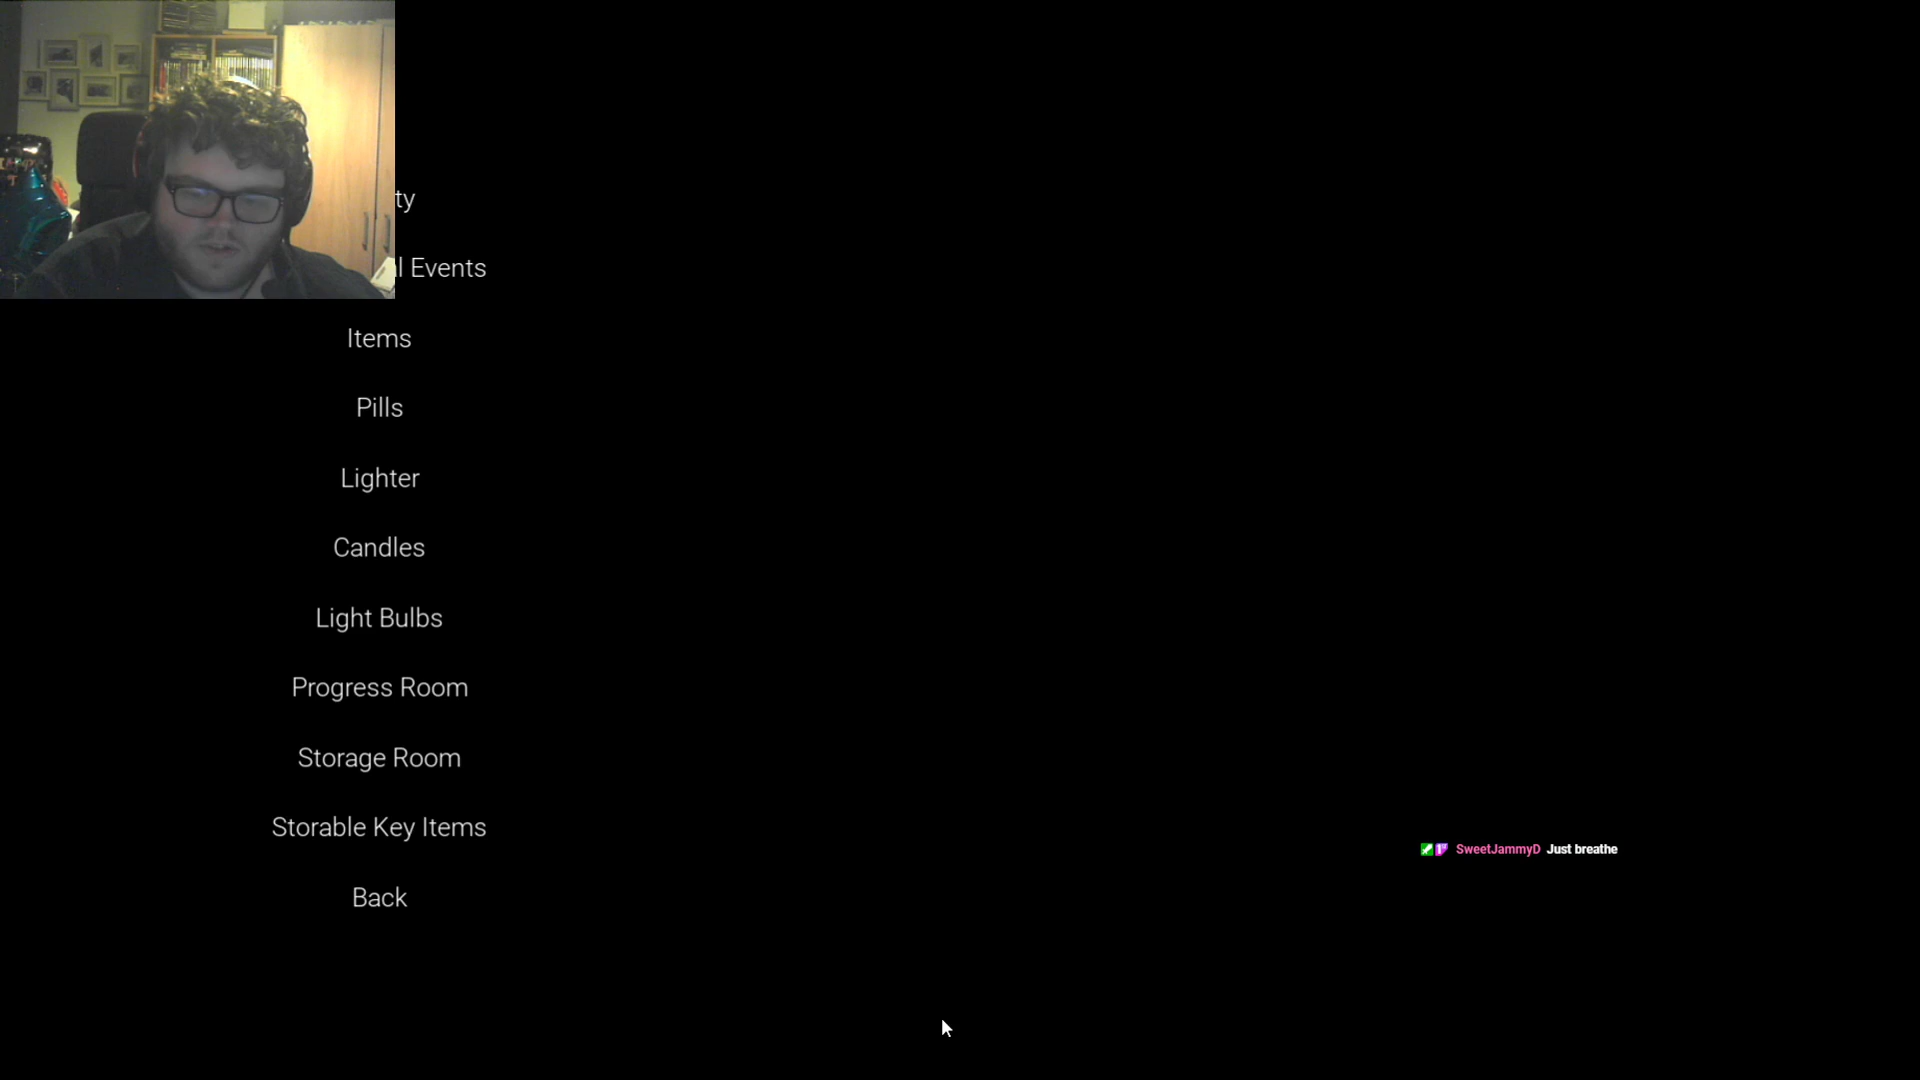 ty
l Events
Items
Pills
Lighter
Candles
Light Bulbs
Progress Room
Storage Room
Storable Key Items
SweetJammyD Just breathe
Back